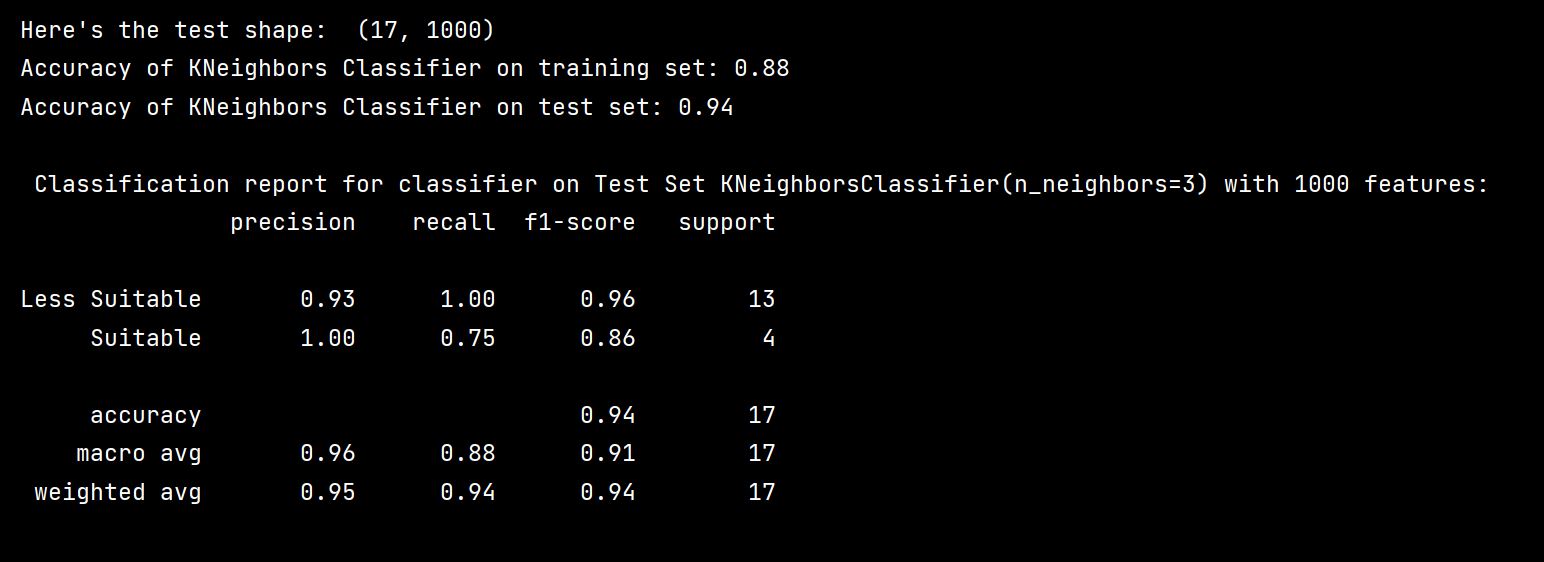 Here's the test shape:  (17, 1000)
Accuracy of KNeighbors Classifier on training set: 0.88
Accuracy of KNeighbors Classifier on test set: 0.94
Classification report for classifier on Test Set KNeighborsClassifier(n_neighbors=3) with 1000 features:
precision    recall  f1-score   support
Less Suitable       0.93      1.00      0.96        13
Suitable       1.00      0.75      0.86         4
accuracy                           0.94        17
macro avg       0.96      0.88      0.91        17
weighted avg       0.95      0.94      0.94        17